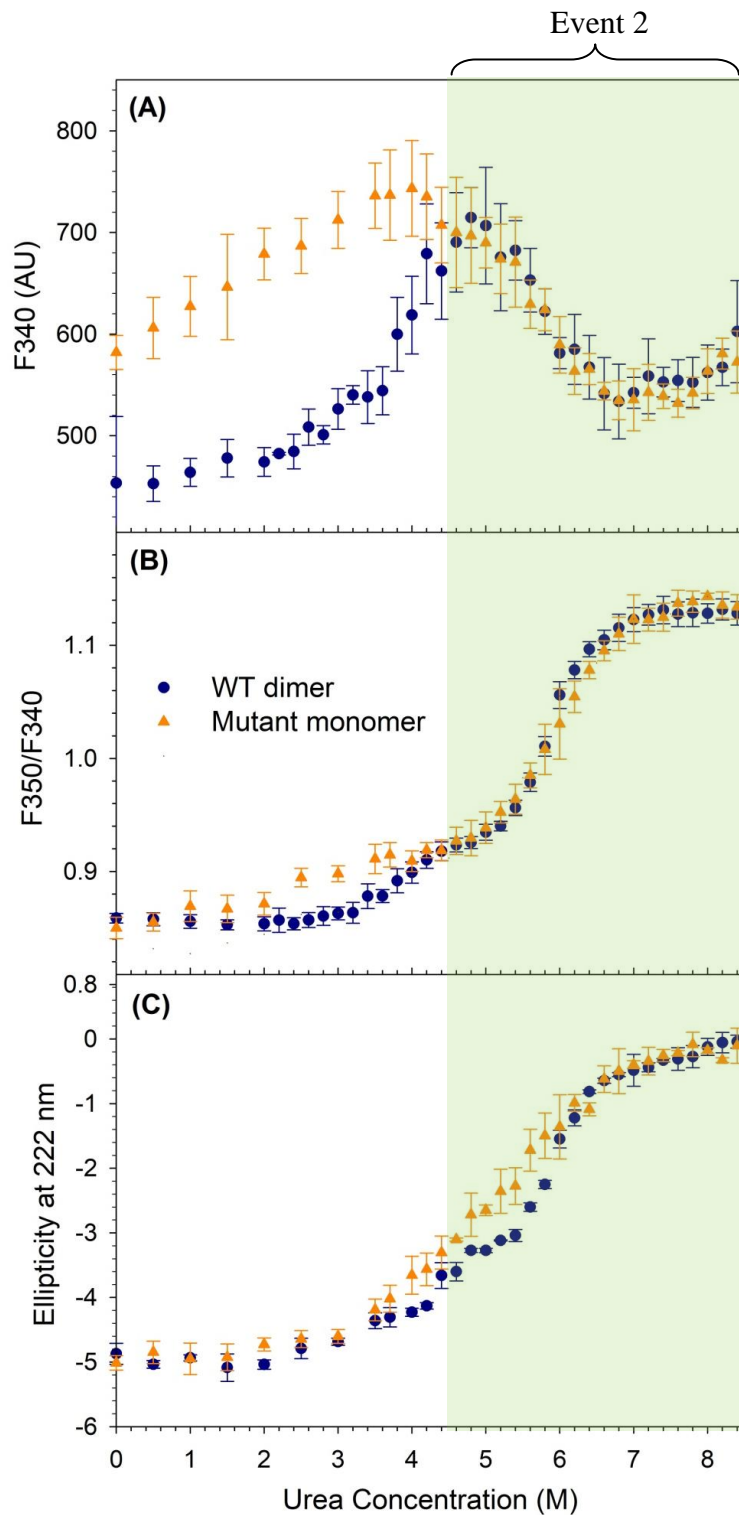 Event 2
(A)
800
700
600
500
F340 (AU)
(B)
1.1
1.0
0.9
F350/F340
WT dimer
Mutant monomer
(C)
0.8
0
-1
-2
-3
-4
-5
-6
Ellipticity at 222 nm
0 1 2 3 4 5 6 7 8
Urea Concentration (M)